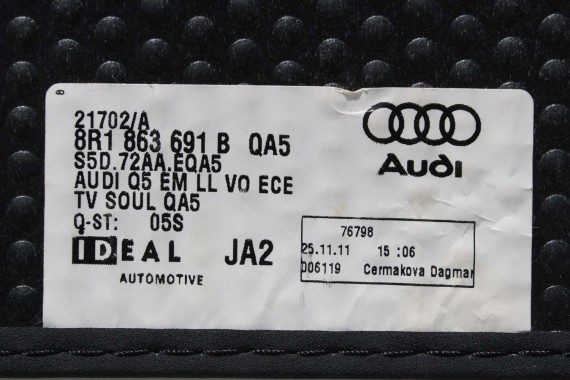 21702/A
8R1 863 691 B QA5
S5D.72AA.EQA5
AUDI Q5 EM LL VO ECE
TV SOUL QA5
Q-ST: 05S
IDEAL JA2
AUTOMOTIVE
Audi
76798
25.11.11 15:06
D06119 Cermakova Dagmar